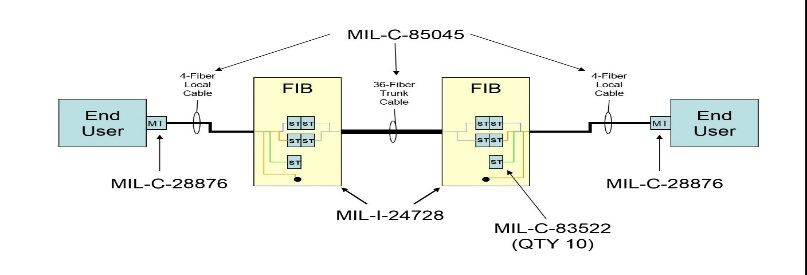 MIL-C-85045
4-Fiber
Local
Cable
FIB
36-Fiber
Trunk
Cable
FIB
4-Fiber
Local
Cable
End
User
MT
ST ST
ST ST
ST
ST ST
ST ST
ST
MT
End
User
MIL-C-28876
MIL-I-24728
MIL-C-28876
MIL-C-83522
(QTY 10)